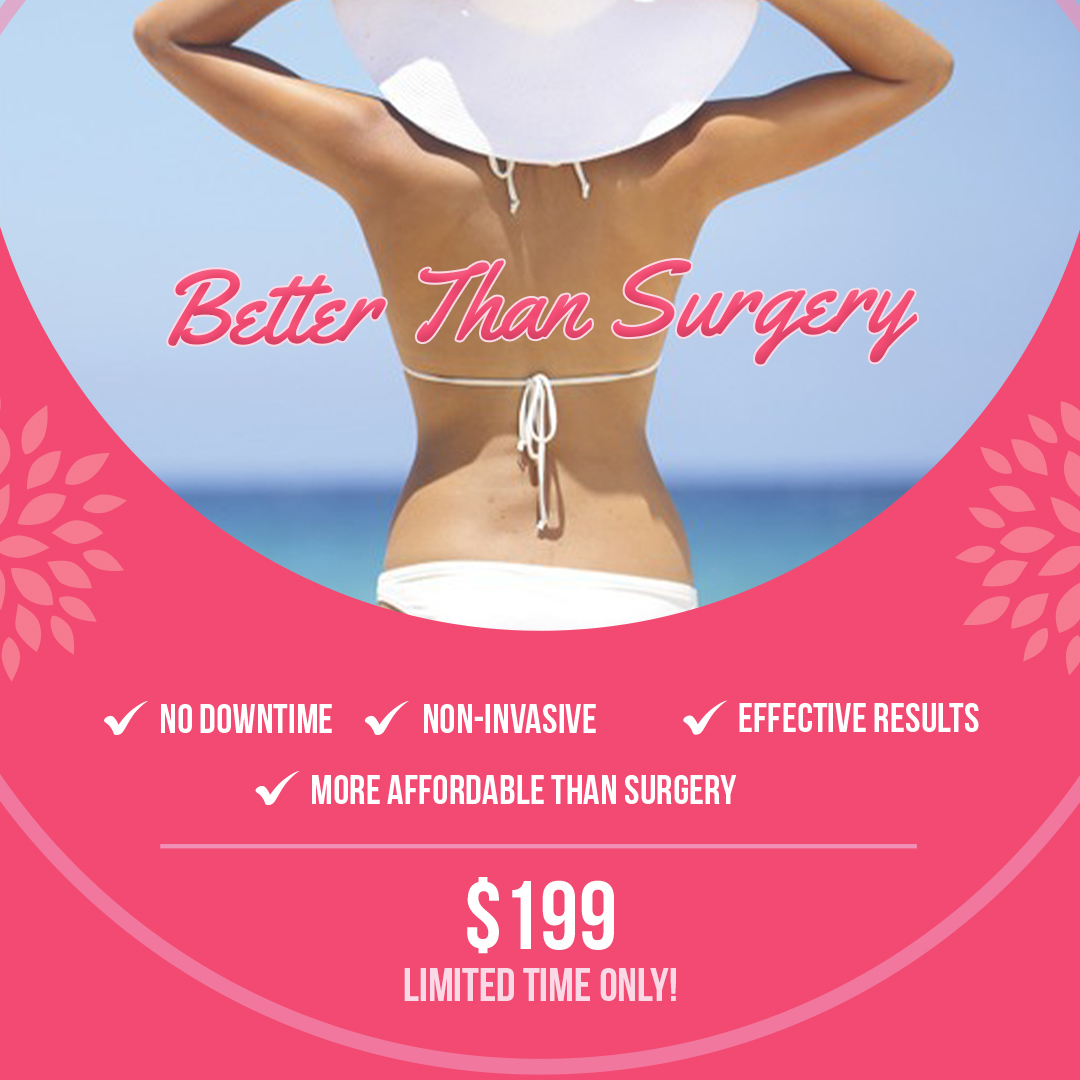 Better Than Surgery
NO DOWNTIME NON-INVASIVE EFFECTIVE RESULTS
MORE AFFORDABLE THAN SURGERY
$199
LIMITED TIME ONLY!